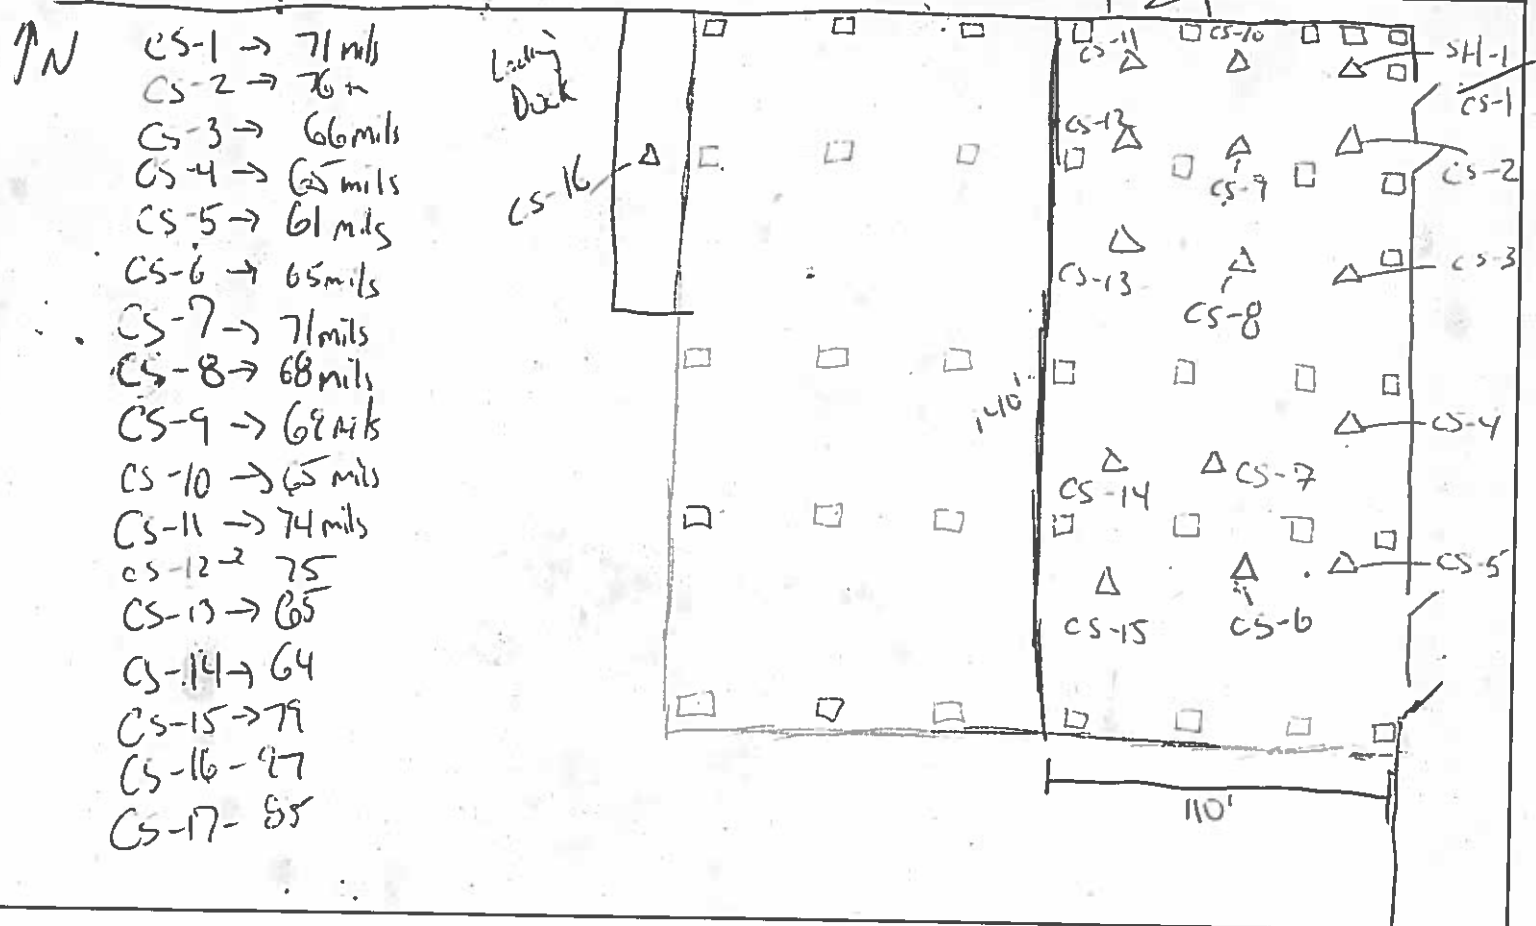 N
CS-1 → 71 mils
CS-2 → 76 m
CS-3 → 66 mils
CS-4 → 65 mils
CS-5 → 61 mils
CS-6 → 65 mils
CS-7 → 71 mils
CS-8 → 68 mils
CS-9 → mils
CS-10 → 65 mils
CS-11 → 74 mils
CS-12 → 75
CS-13 → 65
CS-14 → 64
CS-15 → 79
CS-16 -
CS-17 -
Loading
Dock
CS-16
CS-11
CS-10
SH-1
CS-1
CS-12
CS-9
CS-2
CS-13
CS-8
CS-3
140'
CS-4
CS-14
CS-7
CS-5
CS-15
CS-6
110'